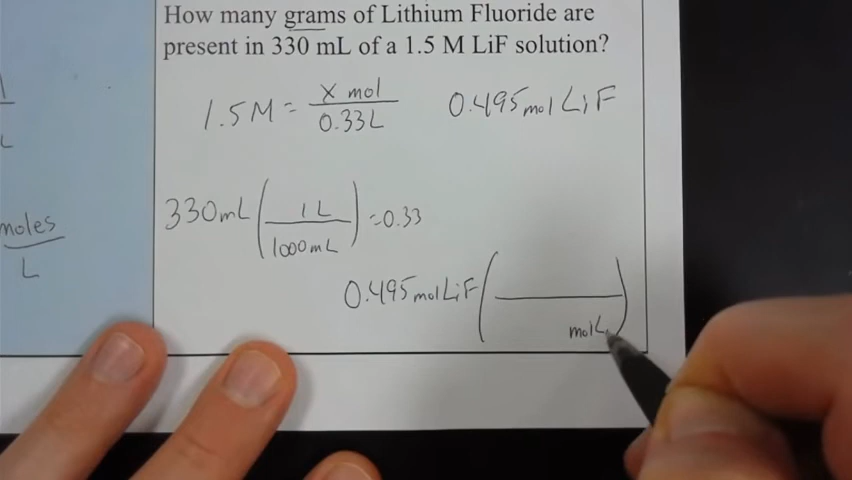 How many grams of Lithium Fluoride are
present in 330 mL of a 1.5 M LiF solution?
1.5M = x mol / 0.33L
0.495 mol LiF
330mL ( 1 L / 1000mL ) = 0.33
0.495 mol LiF ( / mol L
moles / L
L